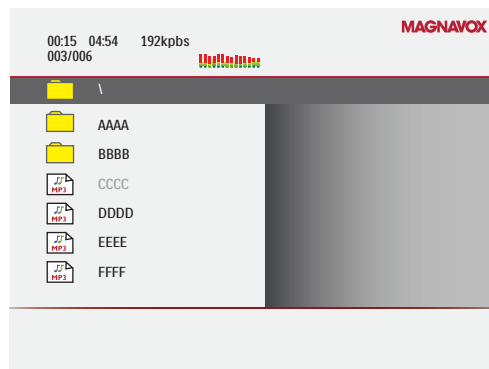 MAGNAVOX
00:15 04:54 192kpbs
003/006
\
AAAA
BBBB
MP3 CCCC
MP3 DDDD
MP3 EEEE
MP3 FFFF